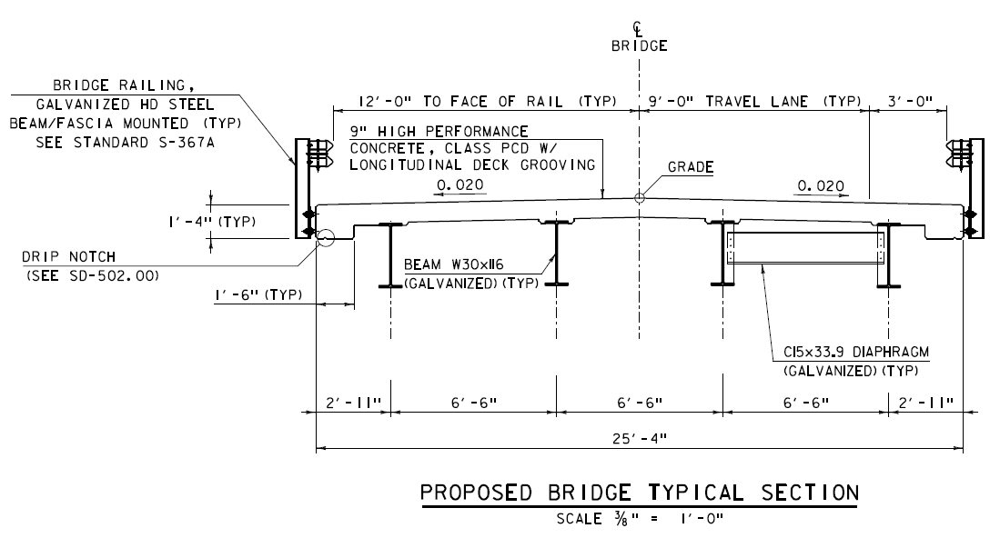 ℄
BRIDGE
BRIDGE RAILING,
GALVANIZED HD STEEL
BEAM/FASCIA MOUNTED (TYP)
SEE STANDARD S-367A
12'-0" TO FACE OF RAIL (TYP)
9'-0" TRAVEL LANE (TYP)
3'-0"
9" HIGH PERFORMANCE
CONCRETE, CLASS PCD W/
LONGITUDINAL DECK GROOVING
GRADE
0.020
0.020
1'-4" (TYP)
DRIP NOTCH
(SEE SD-502.00)
BEAM W30x116
(GALVANIZED) (TYP)
1'-6" (TYP)
C15x33.9 DIAPHRAGM
(GALVANIZED) (TYP)
2'-11"
6'-6"
6'-6"
6'-6"
2'-11"
25'-4"
PROPOSED BRIDGE TYPICAL SECTION
SCALE ⅜" = 1'-0"